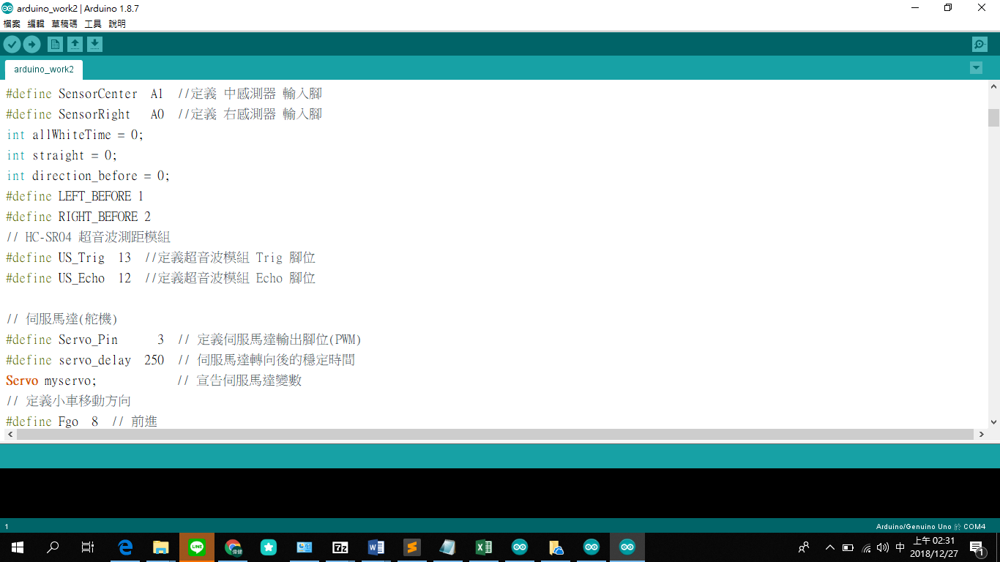 arduino_work2 | Arduino 1.8.7
檔案 編輯 草稿碼 工具 說明
arduino_work2
#define SensorCenter  A1  //定義 中感測器 輸入腳
#define SensorRight   A0  //定義 右感測器 輸入腳
int allWhiteTime = 0;
int straight = 0;
int direction_before = 0;
#define LEFT_BEFORE 1
#define RIGHT_BEFORE 2
// HC-SR04 超音波測距模組
#define US_Trig  13  //定義超音波模組 Trig 腳位
#define US_Echo  12  //定義超音波模組 Echo 腳位
// 伺服馬達(舵機)
#define Servo_Pin      3  // 定義伺服馬達輸出腳位(PWM)
#define servo_delay  250  // 伺服馬達轉向後的穩定時間
Servo myservo;            // 宣告伺服馬達變數
// 定義小車移動方向
#define Fgo  8  // 前進
1
Arduino/Genuino Uno 於 COM4
LINE
7z
中
上午 02:31
2018/12/27
1